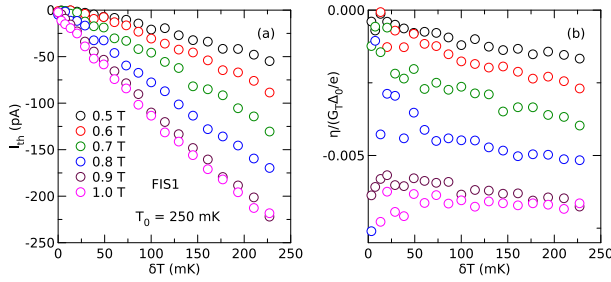 0
-50
-100
-150
-200
-250
I_th (pA)
(a)
0.5 T
0.6 T
0.7 T
0.8 T
0.9 T
1.0 T
FIS1
T_0 = 250 mK
0 50 100 150 200 250
δT (mK)
0.000
-0.005
η/(G_TΔ_0/e)
(b)
0 50 100 150 200 250
δT (mK)